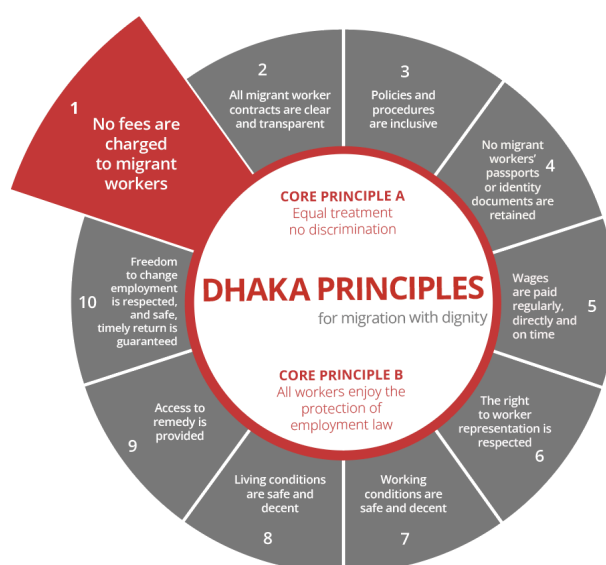 1
No fees are
charged
to migrant
workers
2
All migrant worker
contracts are clear
and transparent
3
Policies and
procedures
are inclusive
No migrant
workers'
passports
or identity
documents are
retained
4
Wages
are paid
regularly,
directly and
on time
5
The right
to worker
representation is
respected
6
Working
conditions are
safe and decent
7
Living conditions
are safe and
decent
8
Access to
remedy is
provided
9
Freedom
to change
employment
is respected,
and safe,
timely return is
guaranteed
10
CORE PRINCIPLE A
Equal treatment
no discrimination
DHAKA PRINCIPLES
for migration with dignity
CORE PRINCIPLE B
All workers enjoy the
protection of
employment law